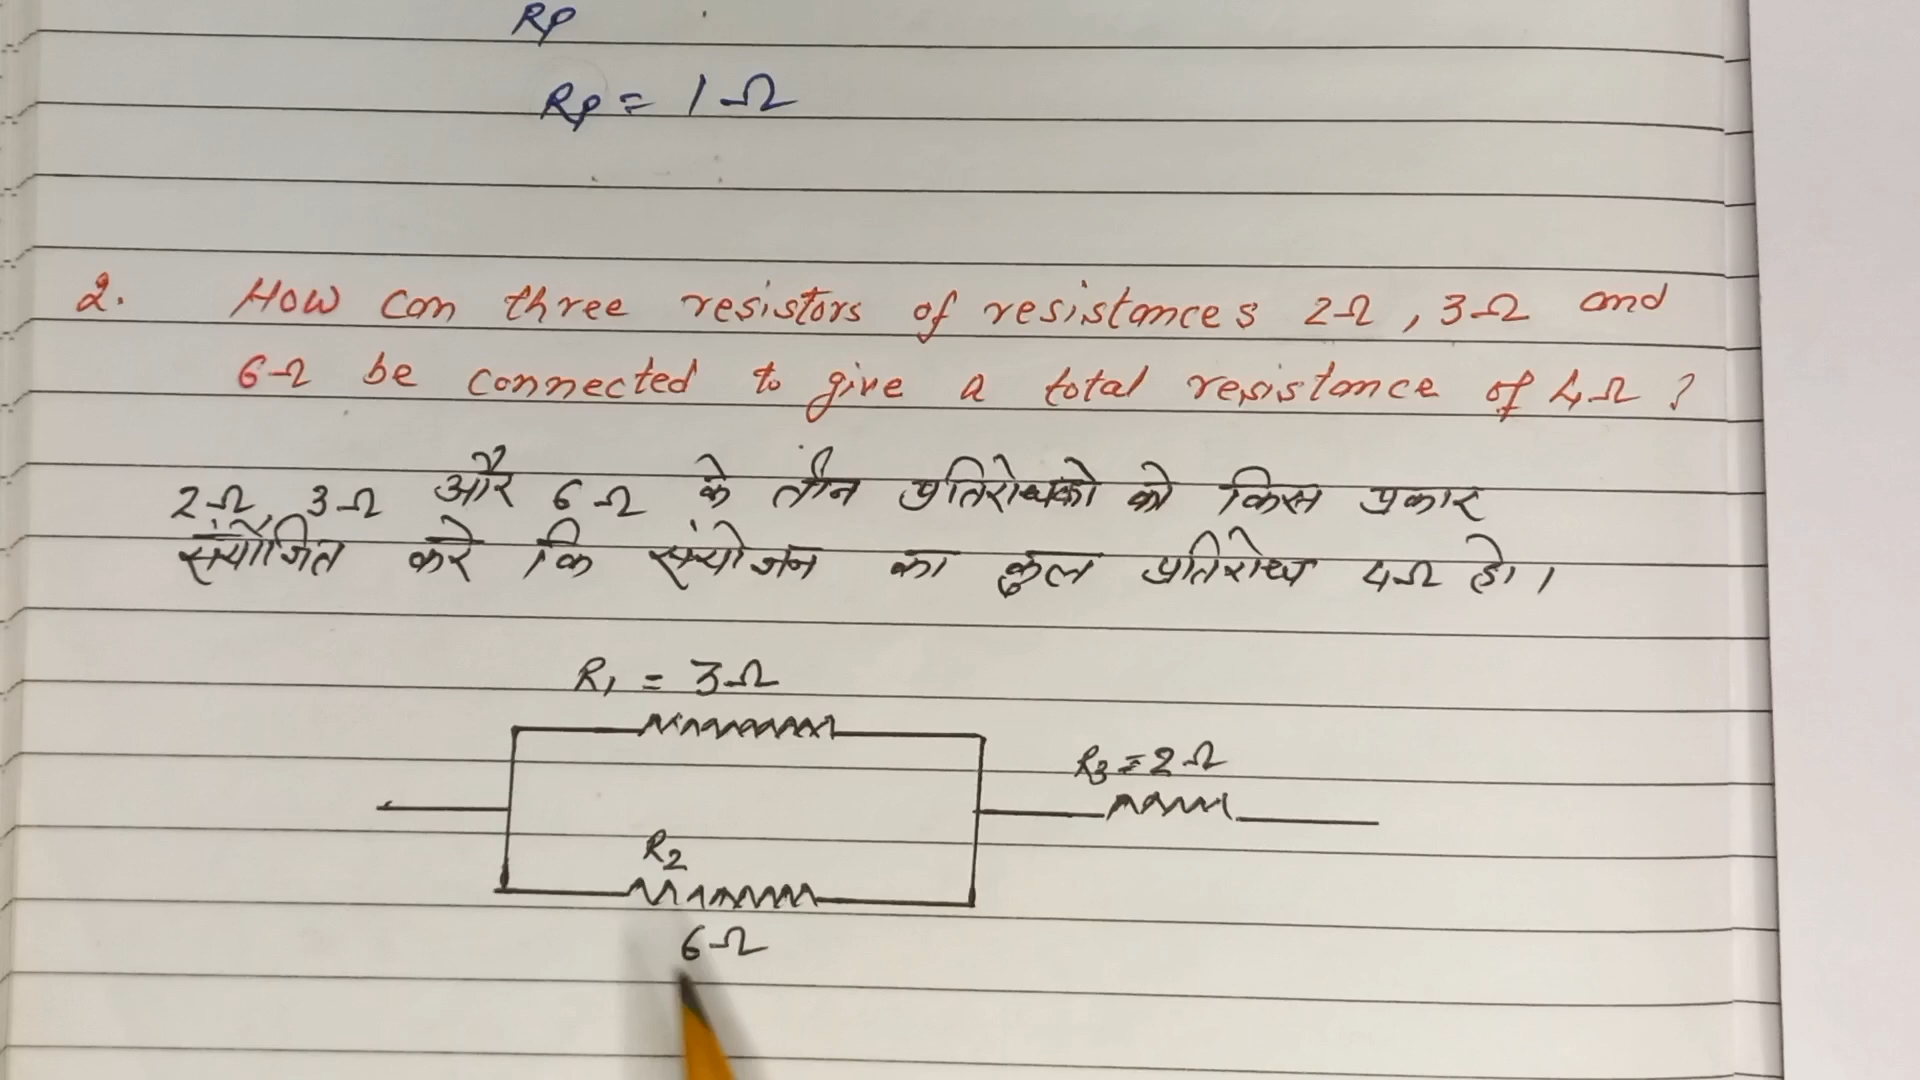 Rp
Rp = 1Ω
2. How can three resistors of resistances 2Ω, 3Ω and
6Ω be connected to give a total resistance of 4Ω ?
2Ω, 3Ω और 6Ω के तीन प्रतिरोधको को किस प्रकार
संयोजित करे कि संयोजन का कुल प्रतिरोध 4Ω हो।
R1 = 3Ω
R3 = 2Ω
R2
6Ω